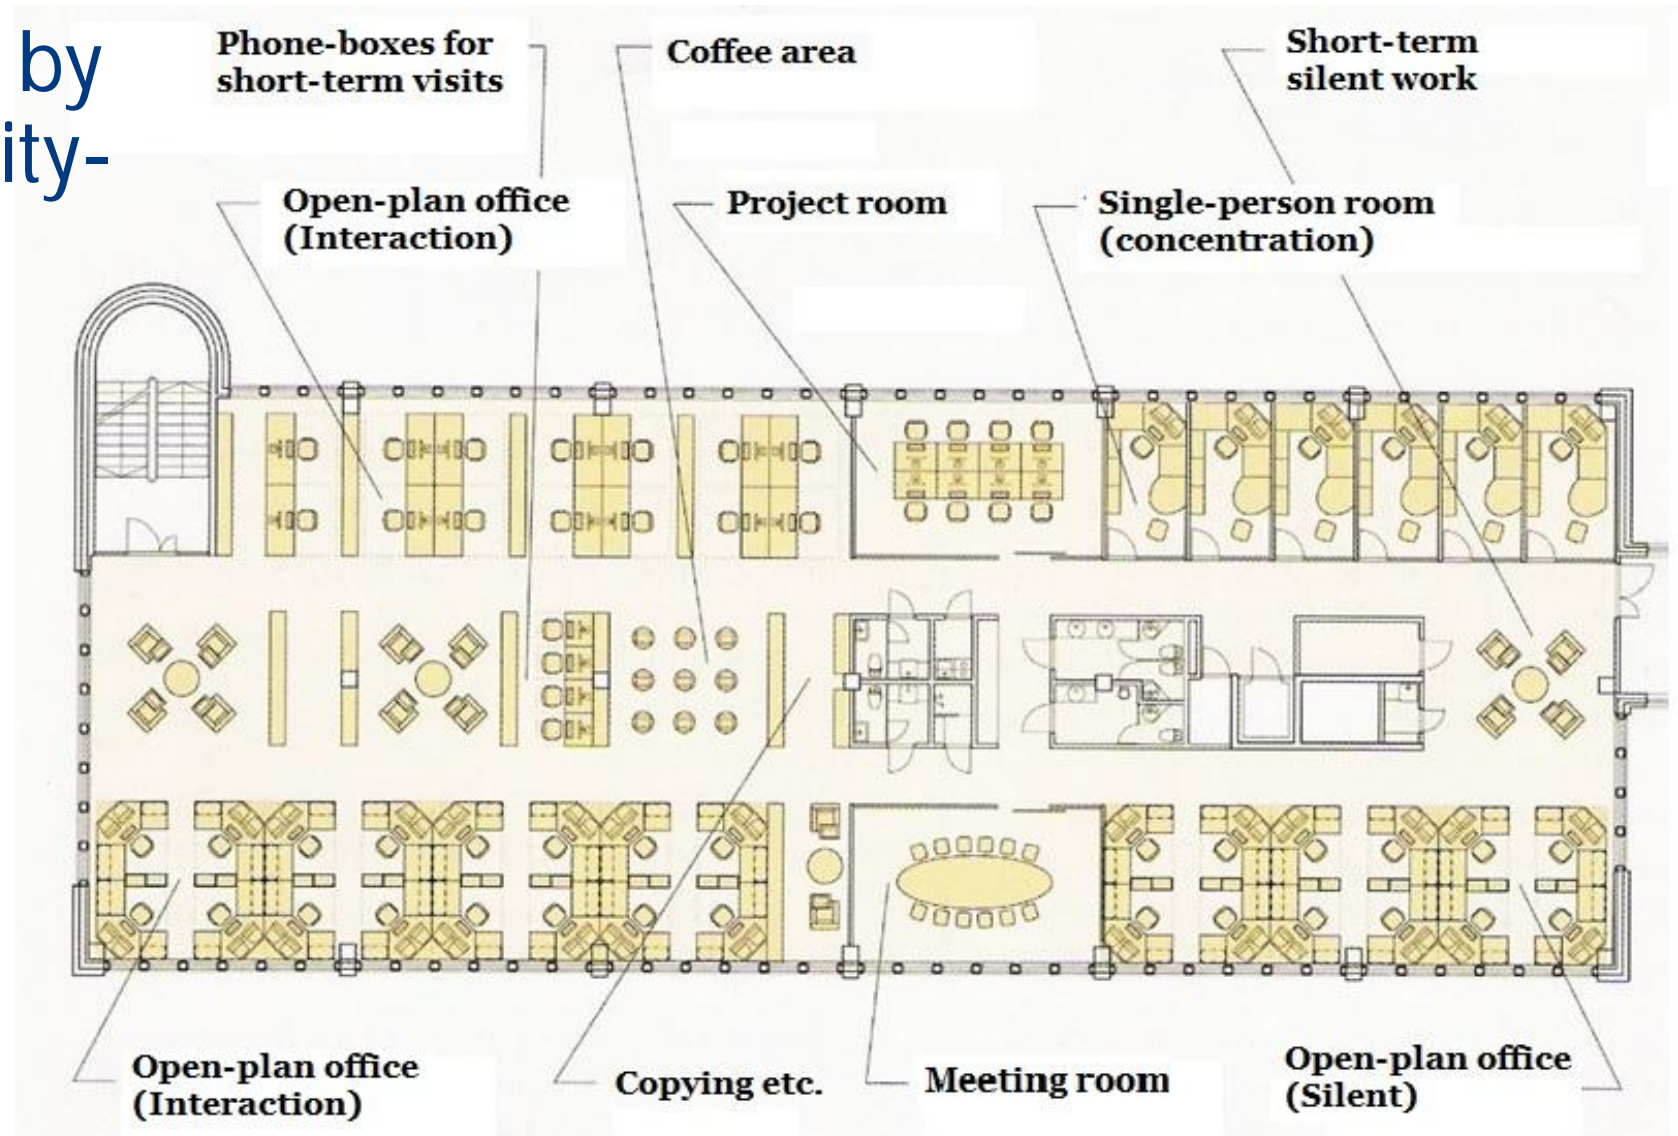 by
ity-
Phone-boxes for
short-term visits
Coffee area
Short-term
silent work
Open-plan office
(Interaction)
Project room
Single-person room
(concentration)
Open-plan office
(Interaction)
Copying etc.
Meeting room
Open-plan office
(Silent)